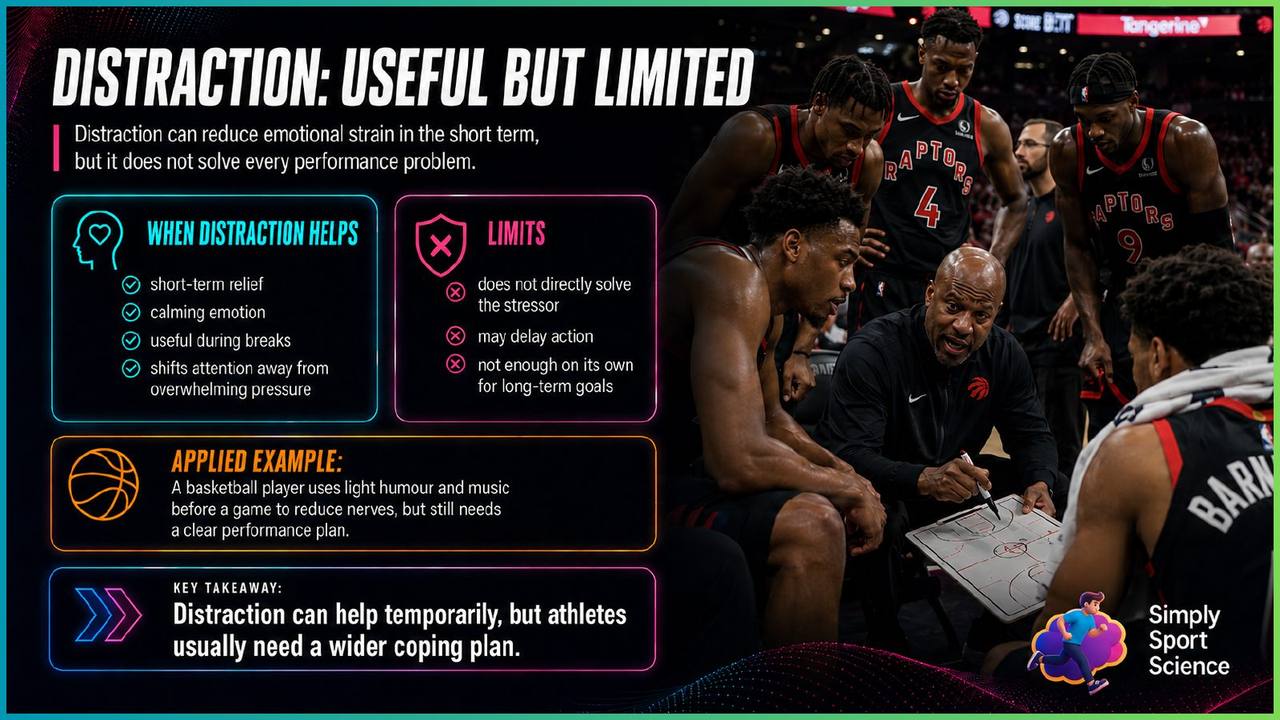 DISTRACTION: USEFUL BUT LIMITED
Distraction can reduce emotional strain in the short term,
but it does not solve every performance problem.
WHEN DISTRACTION HELPS
short-term relief
calming emotion
useful during breaks
shifts attention away from
overwhelming pressure
LIMITS
does not directly solve
the stressor
may delay action
not enough on its own
for long-term goals
APPLIED EXAMPLE:
A basketball player uses light humour and music
before a game to reduce nerves, but still needs
a clear performance plan.
KEY TAKEAWAY:
Distraction can help temporarily, but athletes
usually need a wider coping plan.
Tangerine
RAPTORS
4
RAPTORS
9
BARN
Simply
Sport
Science